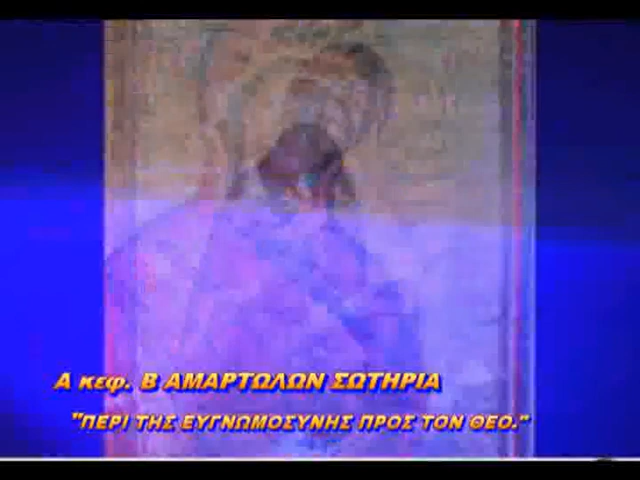 Α κεφ. Β ΑΜΑΡΤΩΛΩΝ ΣΩΤΗΡΙΑ
"ΠΕΡΙ ΤΗΣ ΕΥΓΝΩΜΟΣΥΝΗΣ ΠΡΟΣ ΤΟΝ ΘΕΟ."